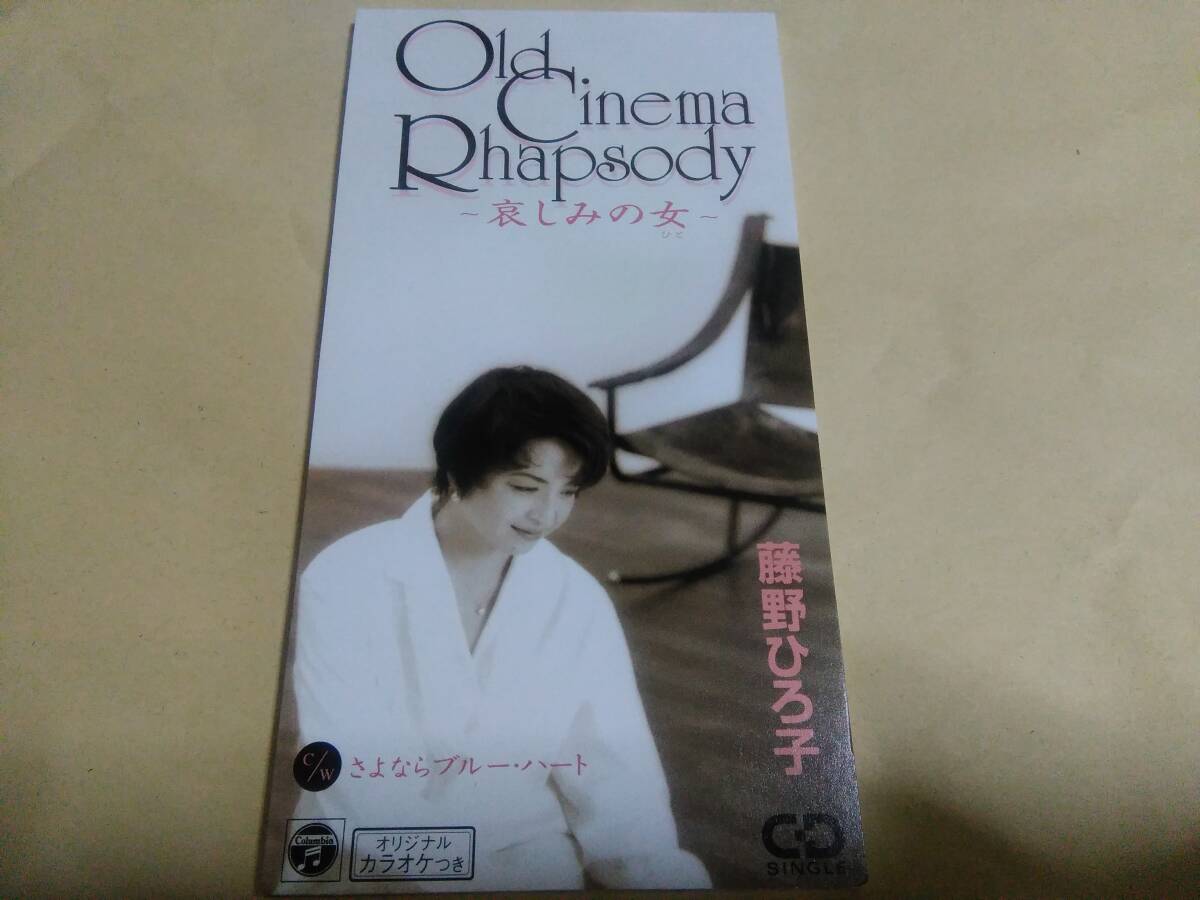 Old
Cinema
Rhapsody
~哀しみの女~
ひと
藤野ひろ子
C/W さよならブルー・ハート
Columbia
オリジナル
カラオケつき
CD
SINGLE